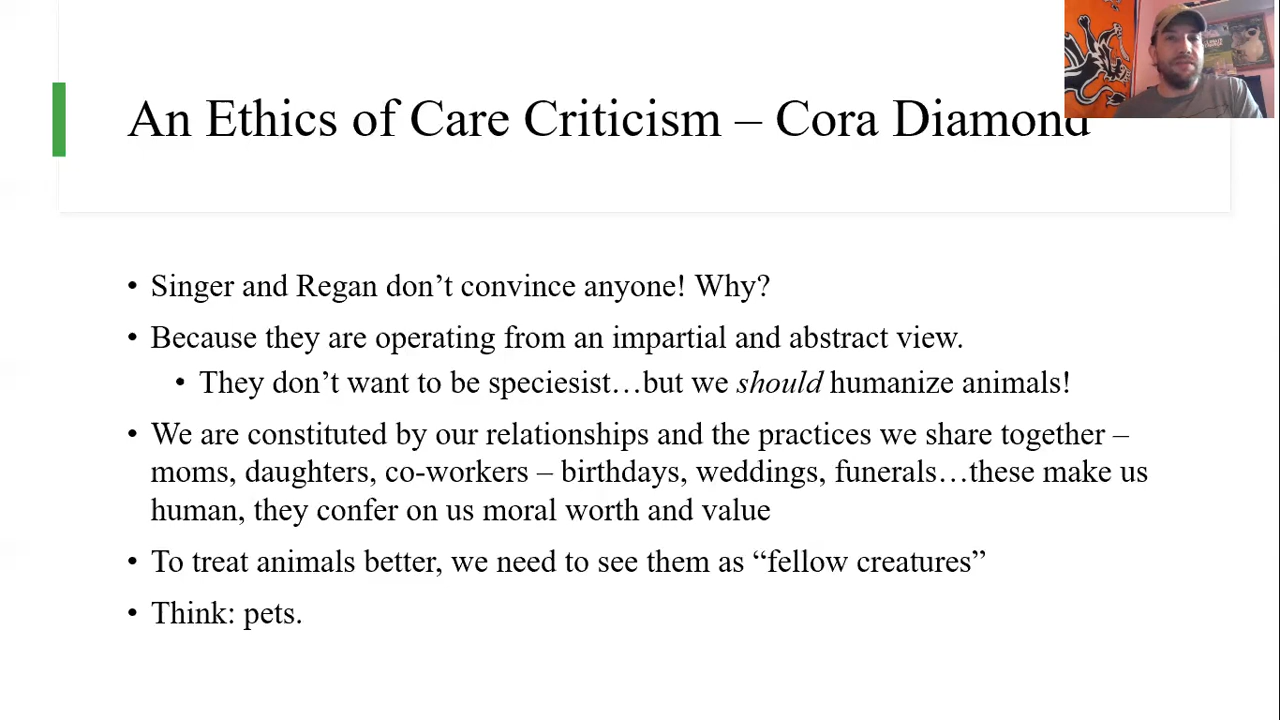 An Ethics of Care Criticism – Cora Diamond
• Singer and Regan don’t convince anyone! Why?
• Because they are operating from an impartial and abstract view.
• They don’t want to be speciesist…but we should humanize animals!
• We are constituted by our relationships and the practices we share together –
moms, daughters, co-workers – birthdays, weddings, funerals…these make us
human, they confer on us moral worth and value
• To treat animals better, we need to see them as “fellow creatures”
• Think: pets.